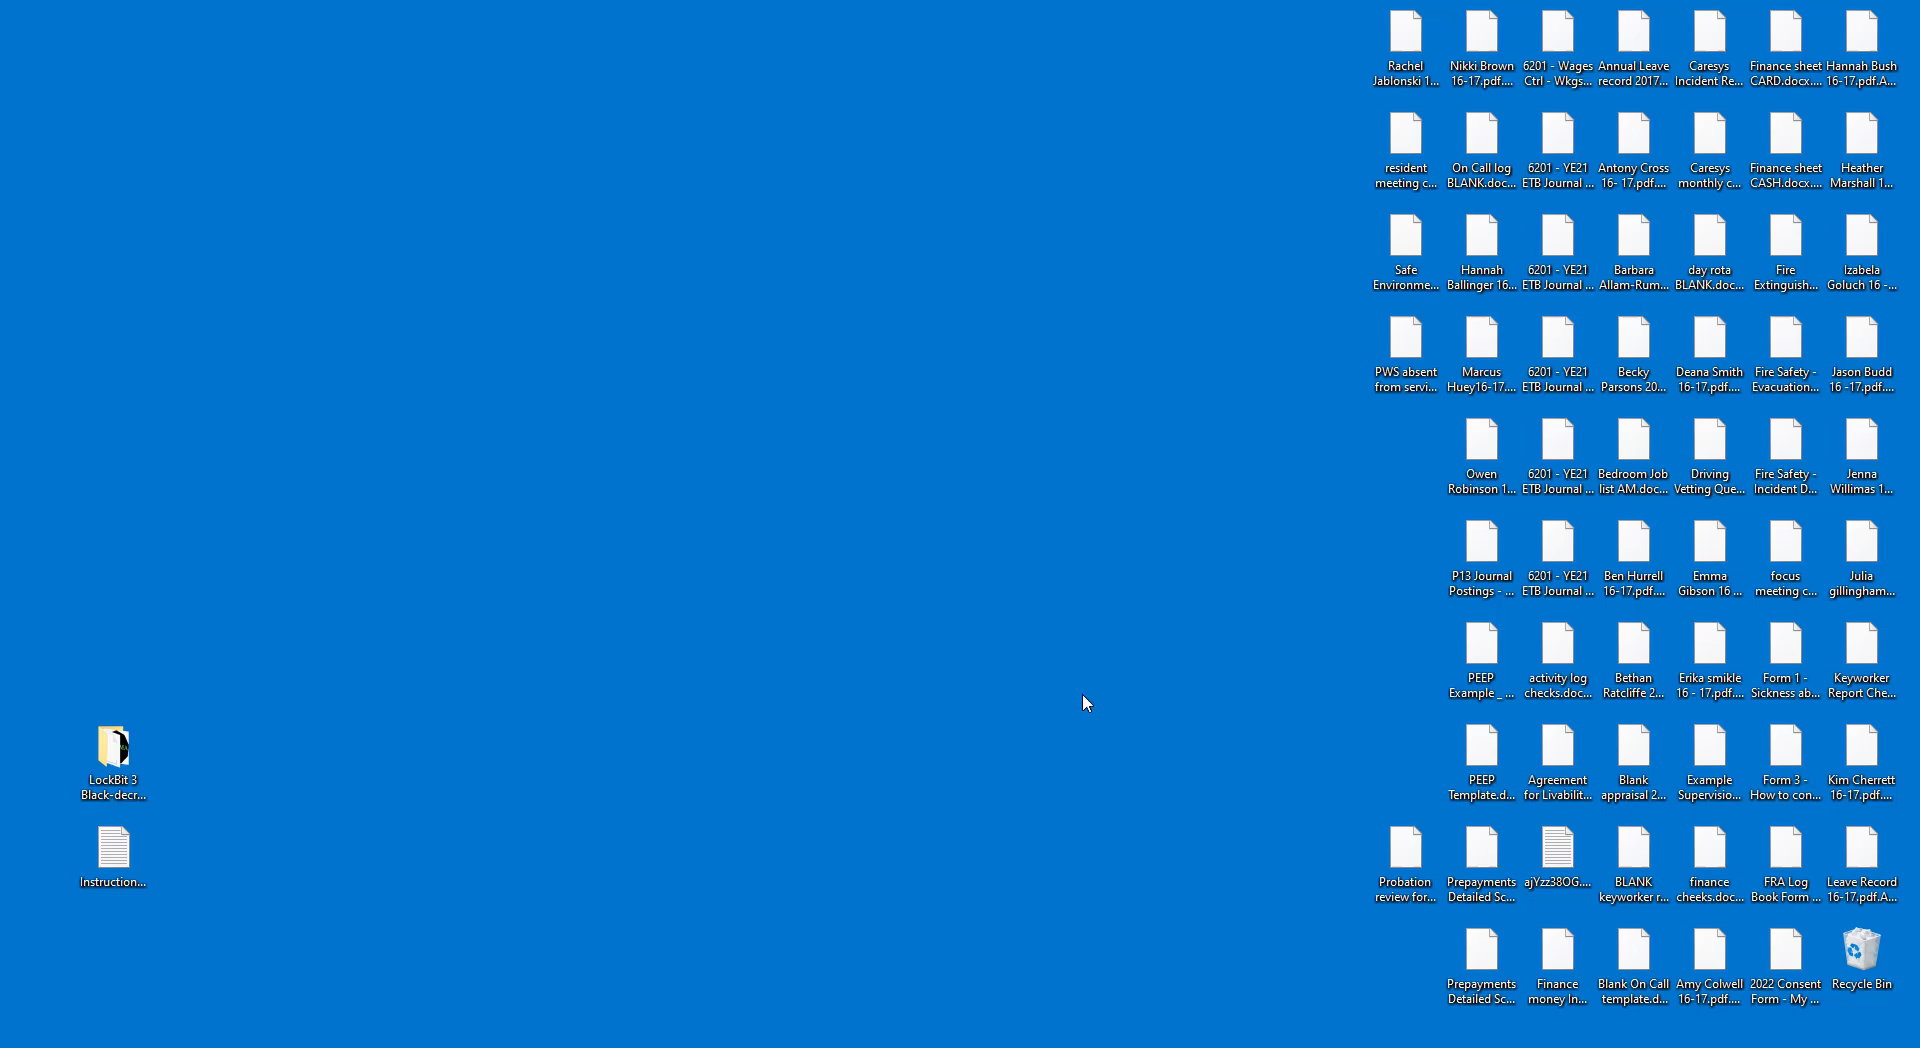 Rachel
Jablonski 1...
Nikki Brown
16-17.pdf....
6201 - Wages
Ctrl - Wkgs...
Annual Leave
record 2017...
Caresys
Incident Re...
Finance sheet
CARD.docx....
Hannah Bush
16-17.pdf.A...
resident
meeting c...
On Call log
BLANK.doc...
6201 - YE21
ETB Journal ...
Antony Cross
16- 17.pdf....
Caresys
monthly c...
Finance sheet
CASH.docx....
Heather
Marshall 1...
Safe
Environme...
Hannah
Ballinger 16...
6201 - YE21
ETB Journal ...
Barbara
Allam-Rum...
day rota
BLANK.doc...
Fire
Extinguish...
Izabela
Goluch 16 -...
PWS absent
from servi...
Marcus
Huey16-17....
6201 - YE21
ETB Journal ...
Becky
Parsons 20...
Deana Smith
16-17.pdf....
Fire Safety -
Evacuation...
Jason Budd
16 -17.pdf....
Owen
Robinson 1...
6201 - YE21
ETB Journal ...
Bedroom Job
list AM.doc...
Driving
Vetting Que...
Fire Safety -
Incident D...
Jenna
Willimas 1...
P13 Journal
Postings - ...
6201 - YE21
ETB Journal ...
Ben Hurrell
16-17.pdf....
Emma
Gibson 16 ...
focus
meeting c...
Julia
gillingham...
PEEP
Example _ ...
activity log
checks.doc...
Bethan
Ratcliffe 2...
Erika smikle
16 - 17.pdf....
Form 1 -
Sickness ab...
Keyworker
Report Che...
LockBit 3
Black-decr...
PEEP
Template.d...
Agreement
for Livabilit...
Blank
appraisal 2...
Example
Supervisio...
Form 3 -
How to con...
Kim Cherrett
16-17.pdf....
Instruction...
Probation
review for...
Prepayments
Detailed Sc...
ajYzz38OG....
BLANK
keyworker r...
finance
cheeks.doc...
FRA Log
Book Form ...
Leave Record
16-17.pdf.A...
Prepayments
Detailed Sc...
Finance
money In...
Blank On Call
template.d...
Amy Colwell
16-17.pdf....
2022 Consent
Form - My ...
Recycle Bin